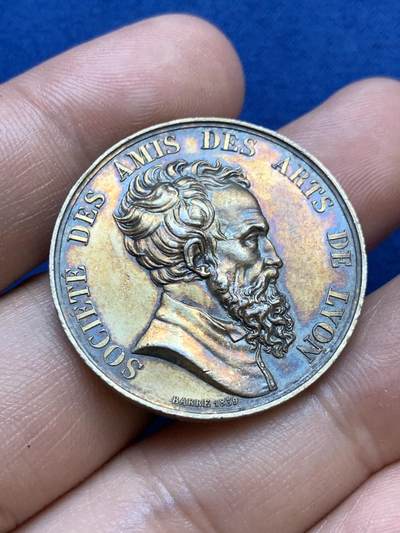 SOCIETE DES AMIS DES ARTS DE LYON
BARRE 1839